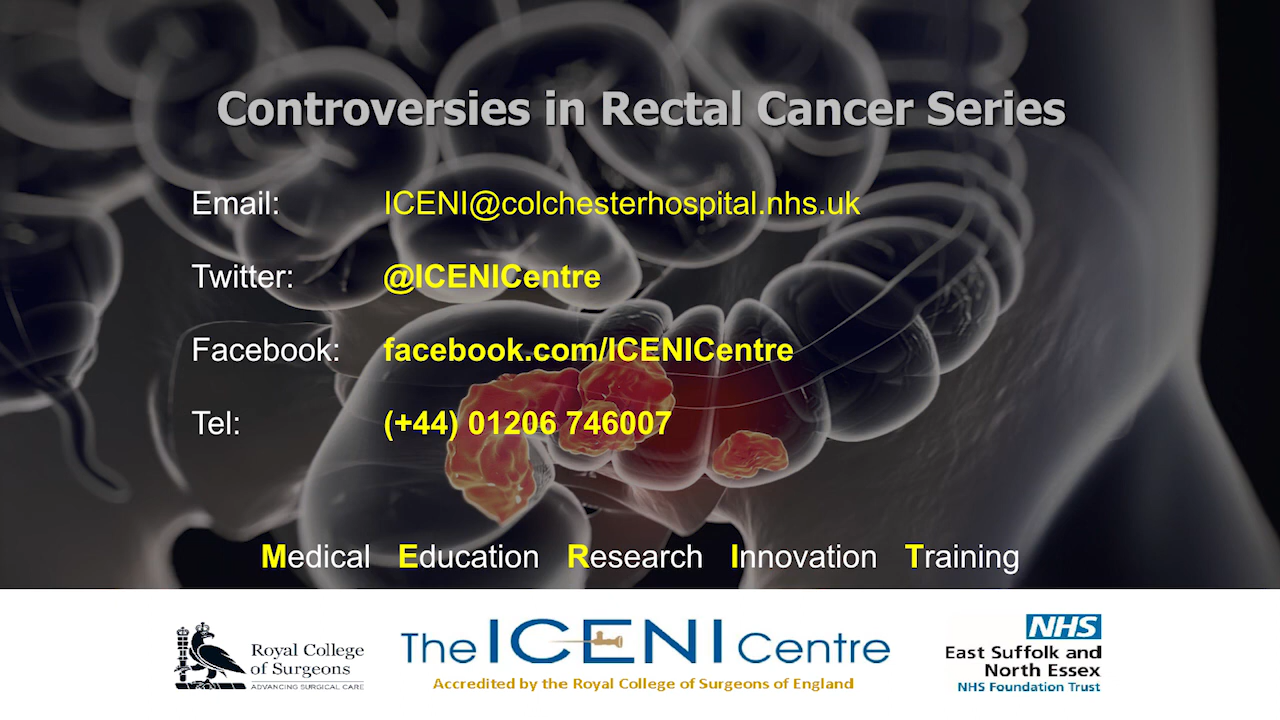 Controversies in Rectal Cancer Series
Email: ICENI@colchesterhospital.nhs.uk
Twitter: @ICENICentre
Facebook: facebook.com/ICENICentre
Tel: (+44) 01206 746007
Medical Education Research Innovation Training
Royal College
of Surgeons
ADVANCING SURGICAL CARE
The ICENI Centre
Accredited by the Royal College of Surgeons of England
NHS
East Suffolk and
North Essex
NHS Foundation Trust